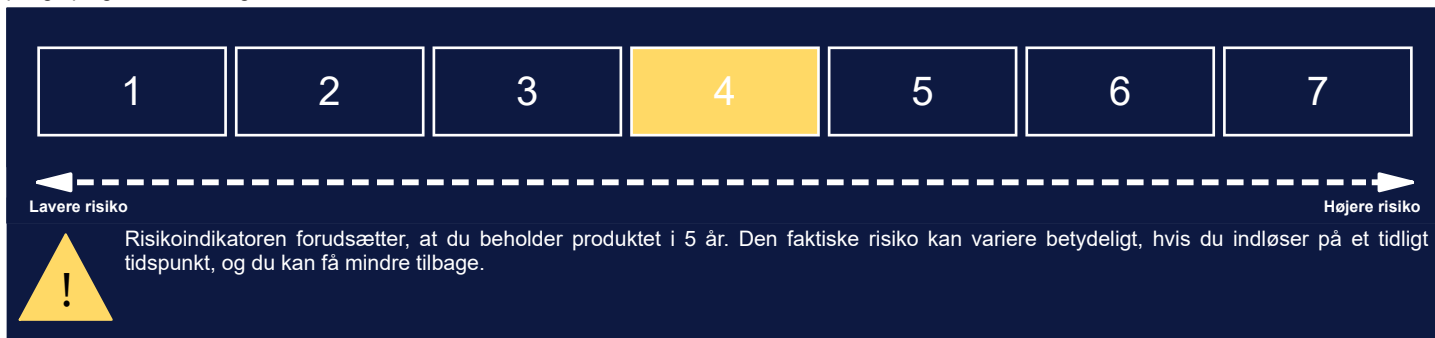 1 2 3 4 5 6 7
Lavere risiko Højere risiko
Risikoindikatoren forudsætter, at du beholder produktet i 5 år. Den faktiske risiko kan variere betydeligt, hvis du indløser på et tidligt
tidspunkt, og du kan få mindre tilbage.
!